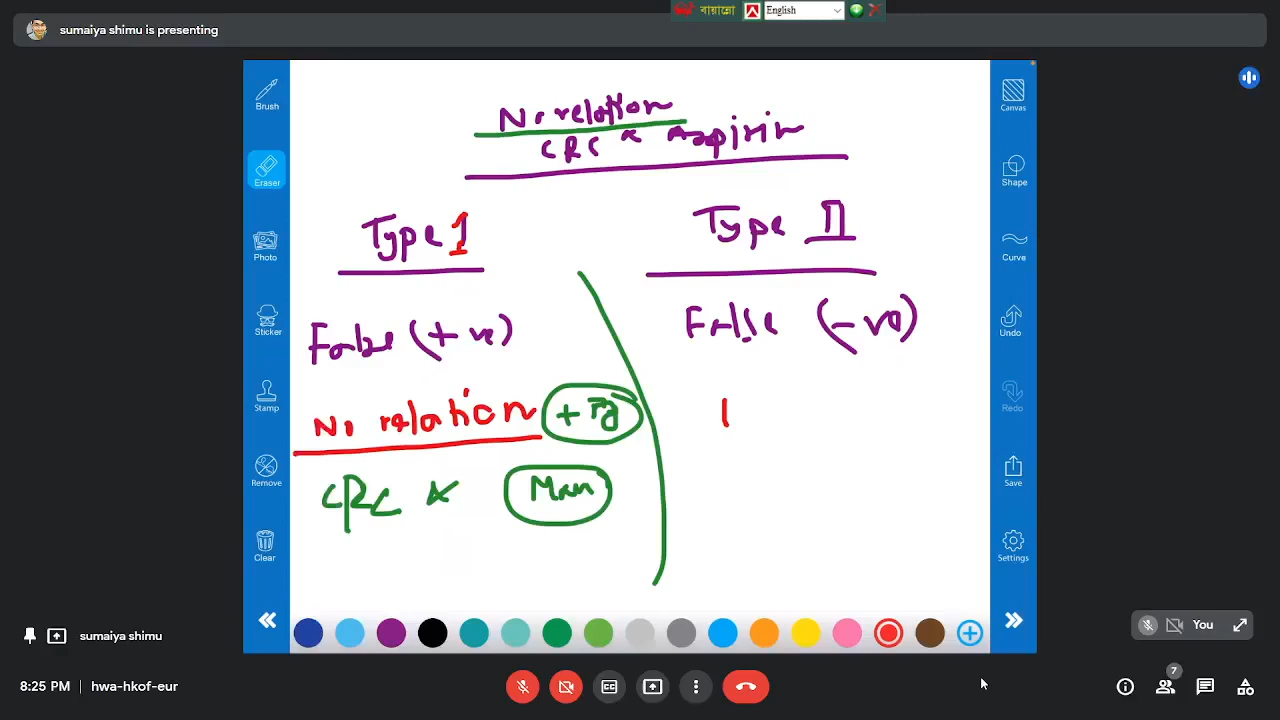 বায়ান্নো English
sumaiya shimu is presenting
Brush
Eraser
Photo
Sticker
Stamp
Remove
Clear
No relation
CRC Aspirin
Type 1
Type II
False (+ve)
False (-ve)
No relation +
CRC Man
Canvas
Shape
Curve
Undo
Redo
Save
Settings
sumaiya shimu
You
8:25 PM | hwa-hkof-eur
7